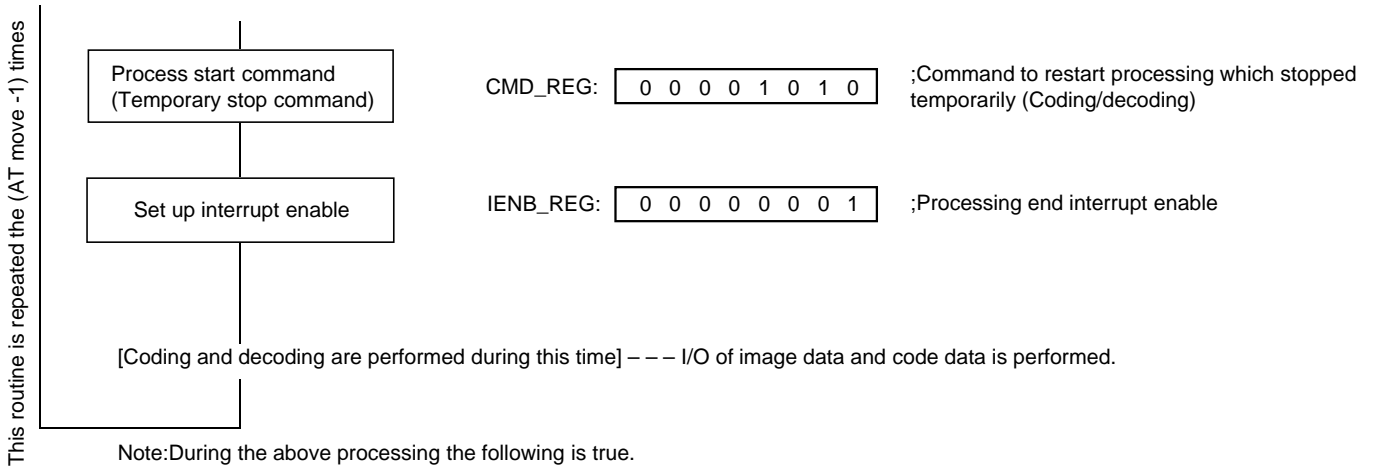 This routine is repeated the (AT move -1) times
Process start command
(Temporary stop command)
CMD_REG: 0 0 0 0 1 0 1 0
;Command to restart processing which stopped
temporarily (Coding/decoding)
Set up interrupt enable
IENB_REG: 0 0 0 0 0 0 0 1
;Processing end interrupt enable
[Coding and decoding are performed during this time] – – – I/O of image data and code data is performed.
Note:During the above processing the following is true.